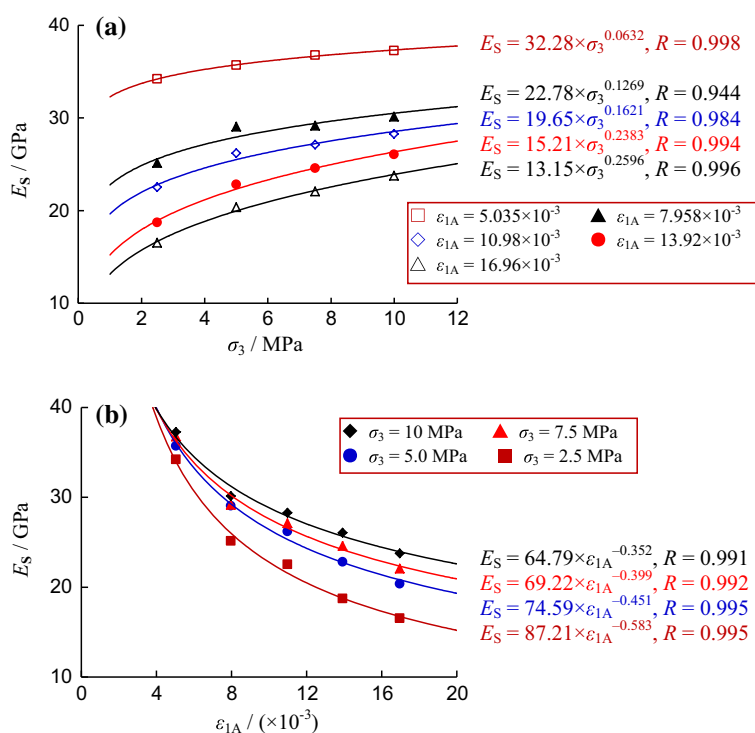 (a)
40
30
20
10
E_S / GPa
0 2 4 6 8 10 12
σ_3 / MPa
E_S = 32.28×σ_3^0.0632, R = 0.998
E_S = 22.78×σ_3^0.1269, R = 0.944
E_S = 19.65×σ_3^0.1621, R = 0.984
E_S = 15.21×σ_3^0.2383, R = 0.994
E_S = 13.15×σ_3^0.2596, R = 0.996
ε_1A = 5.035×10^-3 ε_1A = 7.958×10^-3
ε_1A = 10.98×10^-3 ε_1A = 13.92×10^-3
ε_1A = 16.96×10^-3
(b)
40
30
20
10
E_S / GPa
0 4 8 12 16 20
ε_1A / (×10^-3)
σ_3 = 10 MPa σ_3 = 7.5 MPa
σ_3 = 5.0 MPa σ_3 = 2.5 MPa
E_S = 64.79×ε_1A^−0.352, R = 0.991
E_S = 69.22×ε_1A^−0.399, R = 0.992
E_S = 74.59×ε_1A^−0.451, R = 0.995
E_S = 87.21×ε_1A^−0.583, R = 0.995